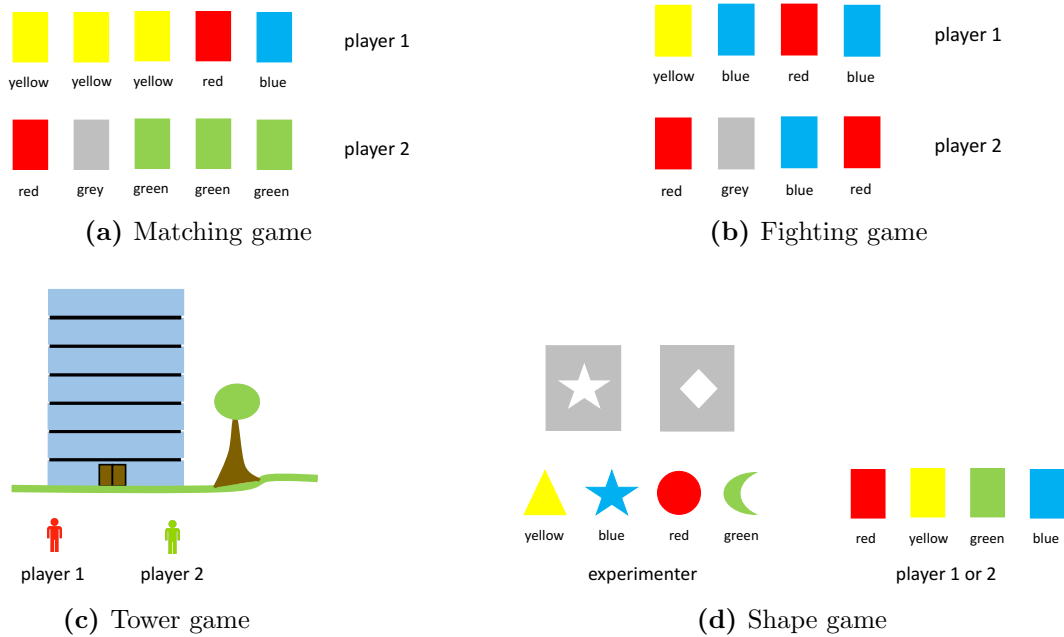 player 1
yellow yellow yellow red blue
player 2
red grey green green green
(a) Matching game
player 1
yellow blue red blue
player 2
red grey blue red
(b) Fighting game
player 1 player 2
(c) Tower game
yellow blue red green
experimenter
red yellow green blue
player 1 or 2
(d) Shape game